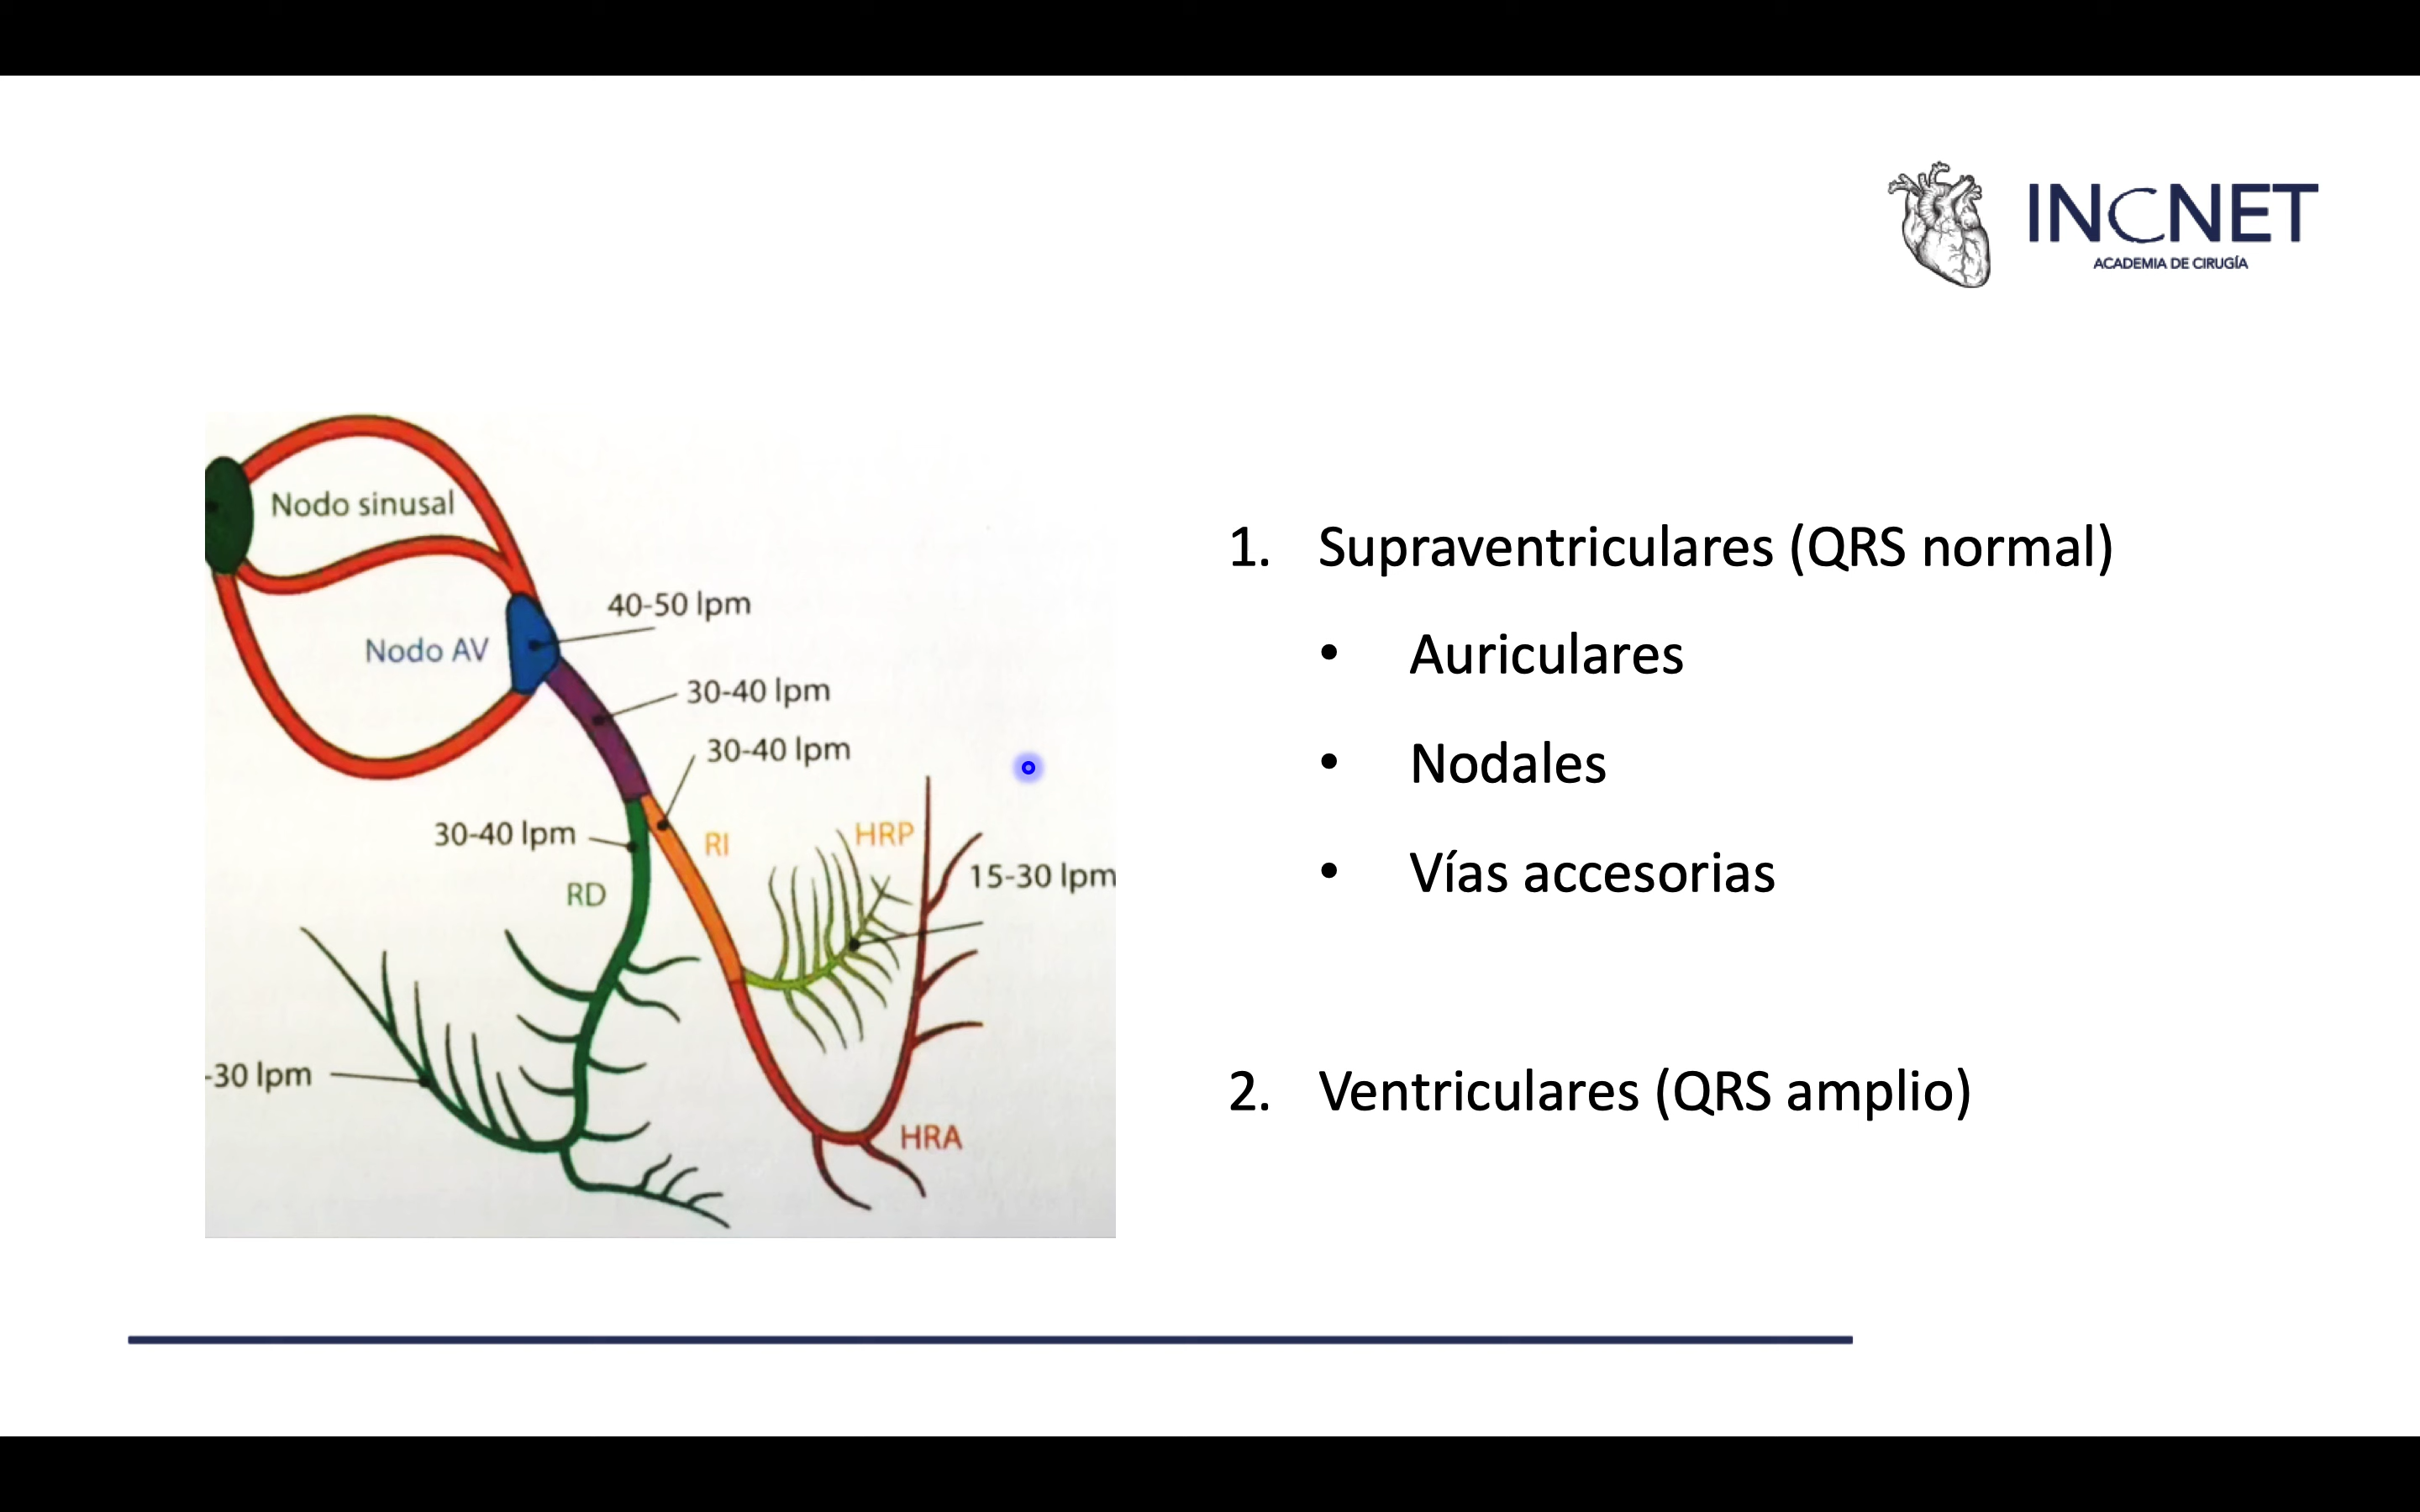 INCNET
ACADEMIA DE CIRUGÍA
Nodo sinusal
40-50 lpm
Nodo AV
30-40 lpm
30-40 lpm
30-40 lpm
RI
HRP
15-30 lpm
RD
-30 lpm
HRA
1. Supraventriculares (QRS normal)
• Auriculares
• Nodales
• Vías accesorias
2. Ventriculares (QRS amplio)